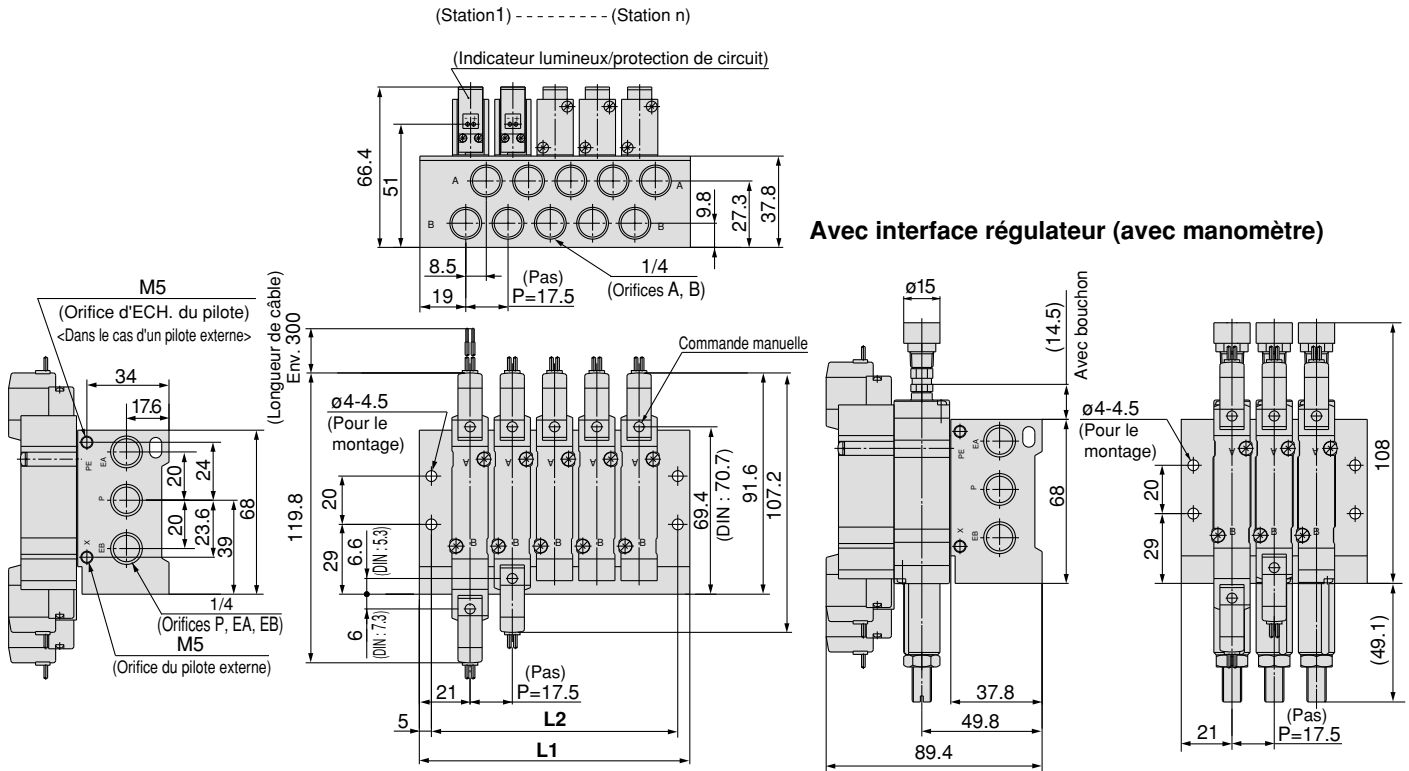 (Station1) - - - - - - - - - (Station n)
(Indicateur lumineux/protection de circuit)
66.4
51
A
A
B
B
9.8
27.3
37.8
8.5
19
(Pas)
P=17.5
1/4
(Orifices A, B)
Avec interface régulateur (avec manomètre)
M5
(Orifice d'ECH. du pilote)
<Dans le cas d'un pilote externe>
34
17.6
PE
EA
P
X
EB
20
24
20
23.6
39
68
1/4
(Orifices P, EA, EB)
M5
(Orifice du pilote externe)
(Longueur de câble)
Env. 300
Commande manuelle
ø4-4.5
(Pour le
montage)
119.8
20
29
6.6
(DIN : 5.3)
6
(DIN : 7.3)
A
A
A
A
A
B
B
B
B
B
69.4
(DIN : 70.7)
91.6
107.2
21
(Pas)
P=17.5
5
L2
L1
ø15
(14.5)
Avec bouchon
PE
EA
P
X
EB
68
37.8
49.8
89.4
ø4-4.5
(Pour le
montage)
20
29
A
A
B
B
108
(49.1)
21
(Pas)
P=17.5